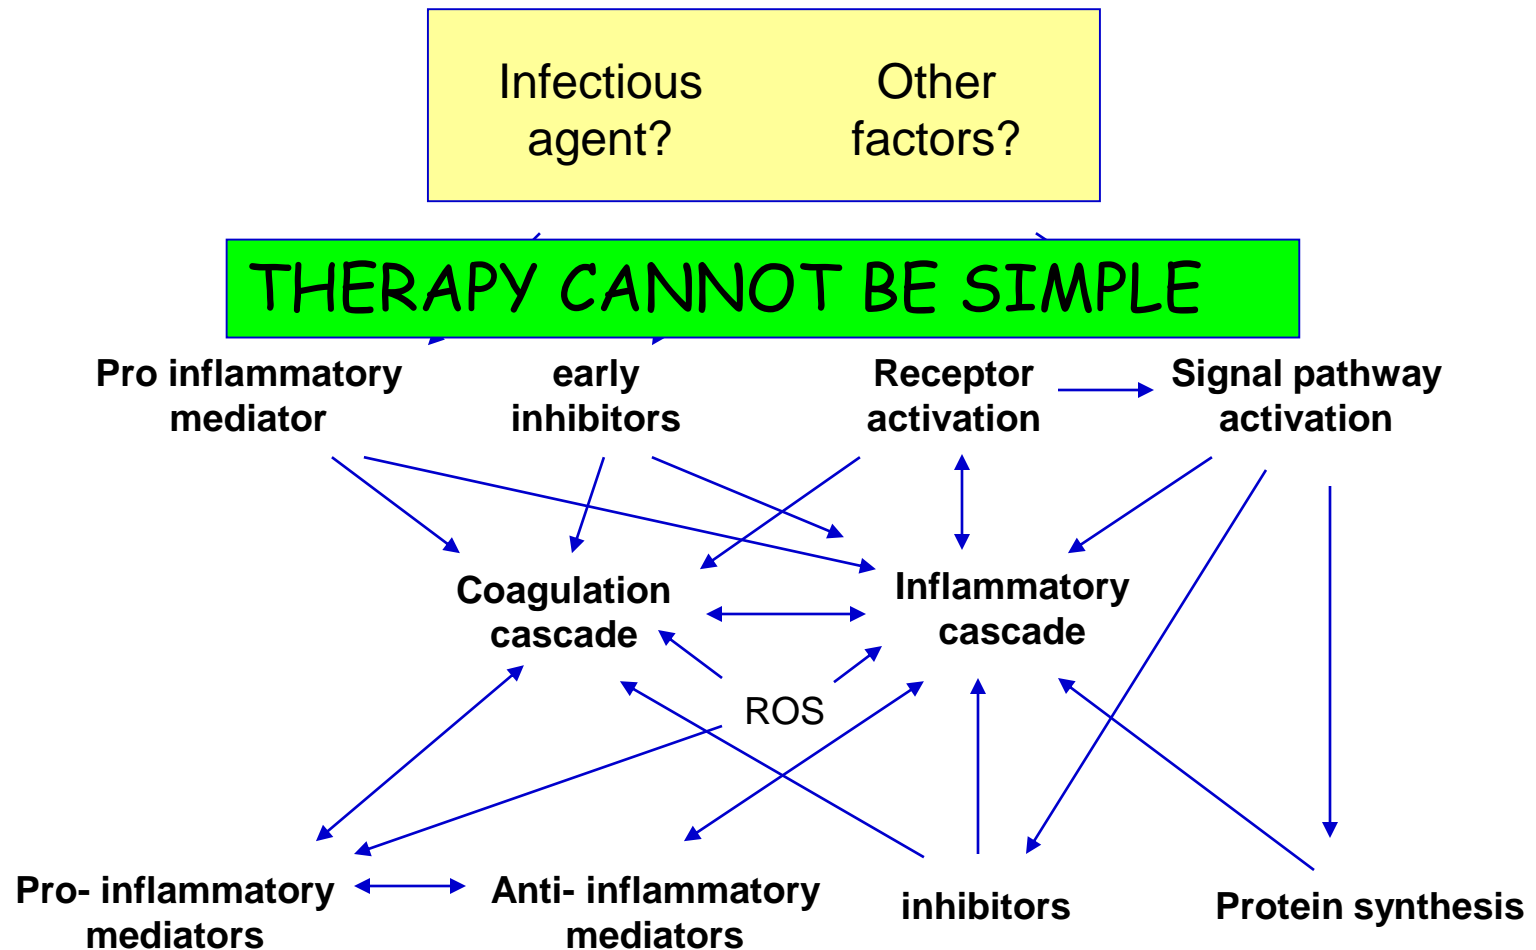 Infectious
agent?
Other
factors?
THERAPY CANNOT BE SIMPLE
Pro inflammatory
mediator
early
inhibitors
Receptor
activation
Signal pathway
activation
Coagulation
cascade
Inflammatory
cascade
ROS
Pro- inflammatory
mediators
Anti- inflammatory
mediators
inhibitors
Protein synthesis